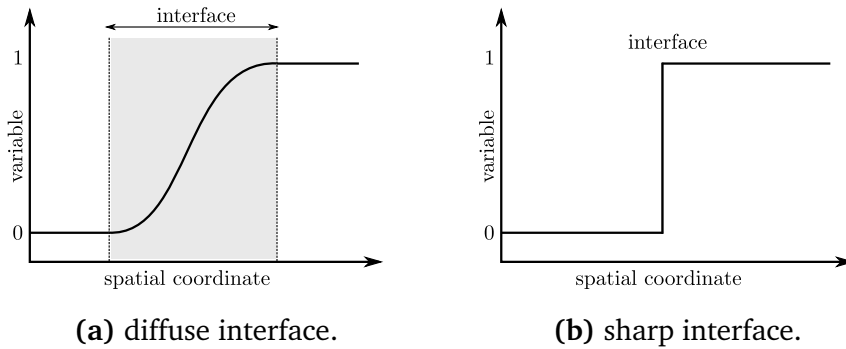 interface
1
variable
0
spatial coordinate
(a) diffuse interface.
interface
1
variable
0
spatial coordinate
(b) sharp interface.